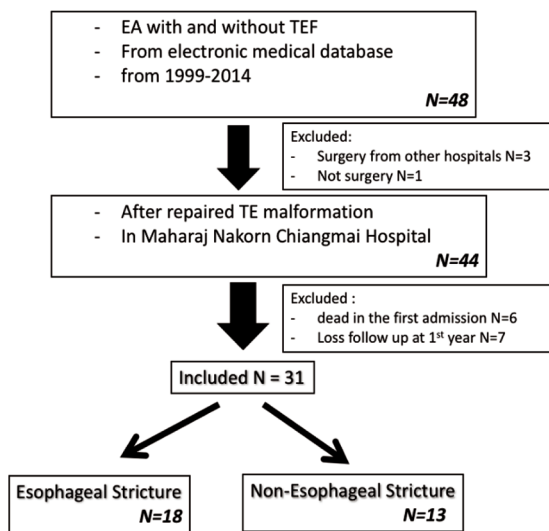 - EA with and without TEF
- From electronic medical database
- from 1999-2014
N=48
Excluded:
- Surgery from other hospitals N=3
- Not surgery N=1
- After repaired TE malformation
- In Maharaj Nakorn Chiangmai Hospital
N=44
Excluded :
- dead in the first admission N=6
- Loss follow up at 1st year N=7
Included N = 31
Esophageal Stricture
N=18
Non-Esophageal Stricture
N=13